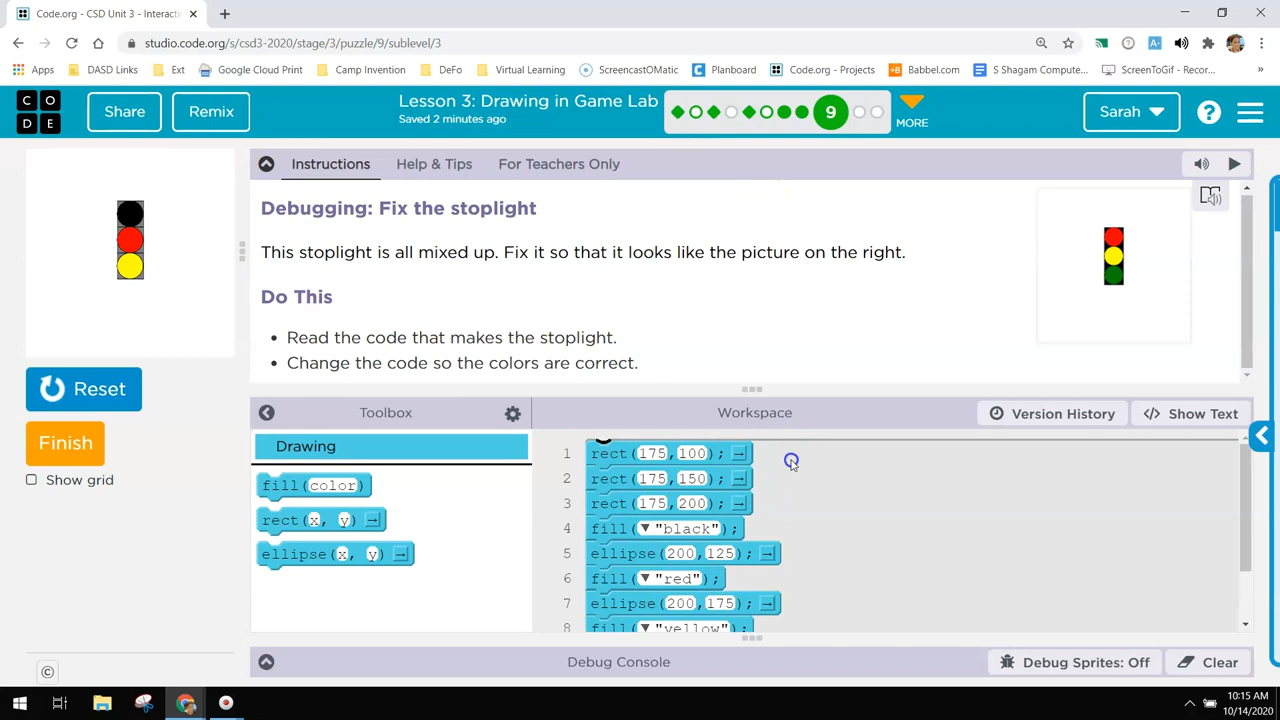 Code.org - CSD Unit 3 - Interacti
studio.code.org/s/csd3-2020/stage/3/puzzle/9/sublevel/3
Apps DASD Links Ext Google Cloud Print Camp Invention DeFo Virtual Learning ScreencastOMatic Planboard Code.org - Projects Babbel.com S Shagam Compute... ScreenToGif - Recor... »
C O D E Share Remix Lesson 3: Drawing in Game Lab 9 MORE Sarah ?
Saved 2 minutes ago
Instructions Help & Tips For Teachers Only
Debugging: Fix the stoplight
This stoplight is all mixed up. Fix it so that it looks like the picture on the right.
Do This
• Read the code that makes the stoplight.
• Change the code so the colors are correct.
Reset
Finish
Show grid
Toolbox Workspace Version History </> Show Text
Drawing
fill(color)
rect(x, y)
ellipse(x, y)
1 rect(175,100);
2 rect(175,150);
3 rect(175,200);
4 fill("black");
5 ellipse(200,125);
6 fill("red");
7 ellipse(200,175);
8 fill("yellow");
Debug Console Debug Sprites: Off Clear
©
10:15 AM
10/14/2020